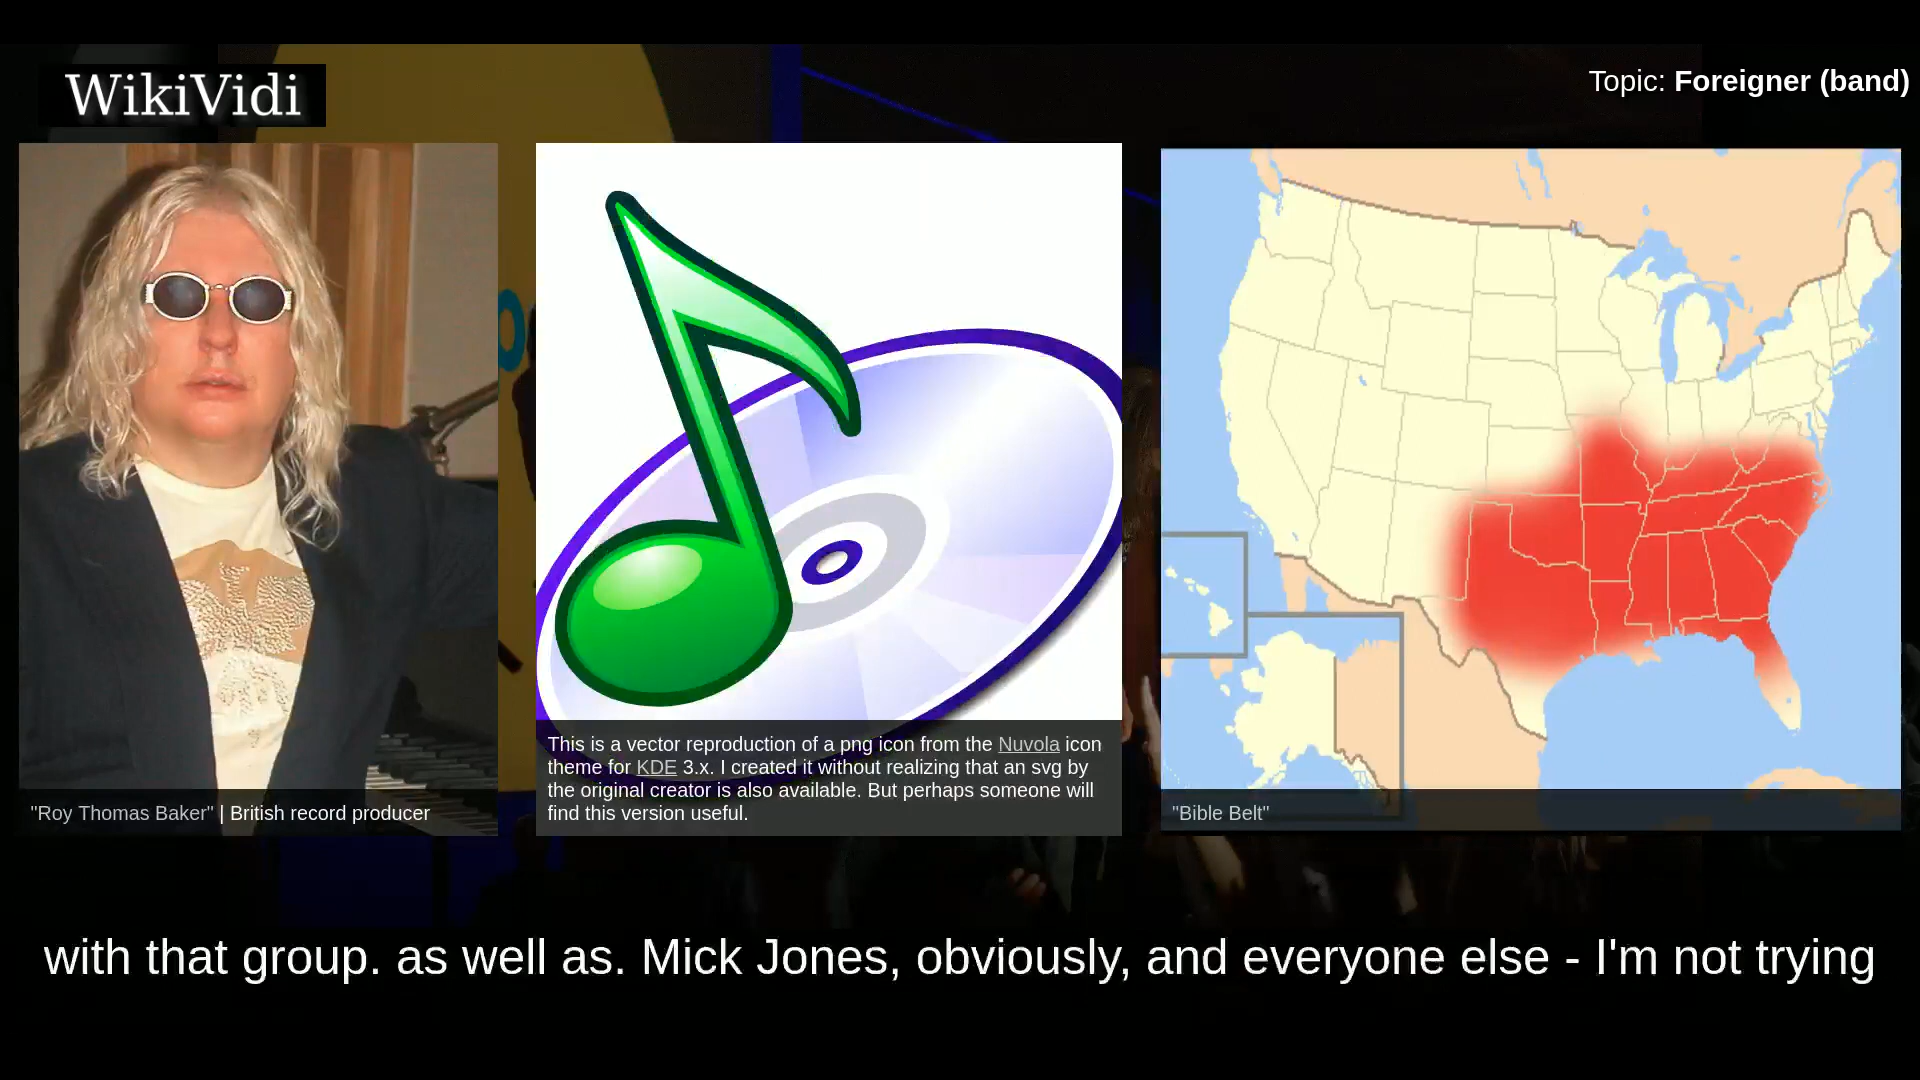 WikiVidi
Topic: Foreigner (band)
"Roy Thomas Baker" | British record producer
This is a vector reproduction of a png icon from the Nuvola icon
theme for KDE 3.x. I created it without realizing that an svg by
the original creator is also available. But perhaps someone will
find this version useful.
"Bible Belt"
with that group. as well as. Mick Jones, obviously, and everyone else - I'm not trying